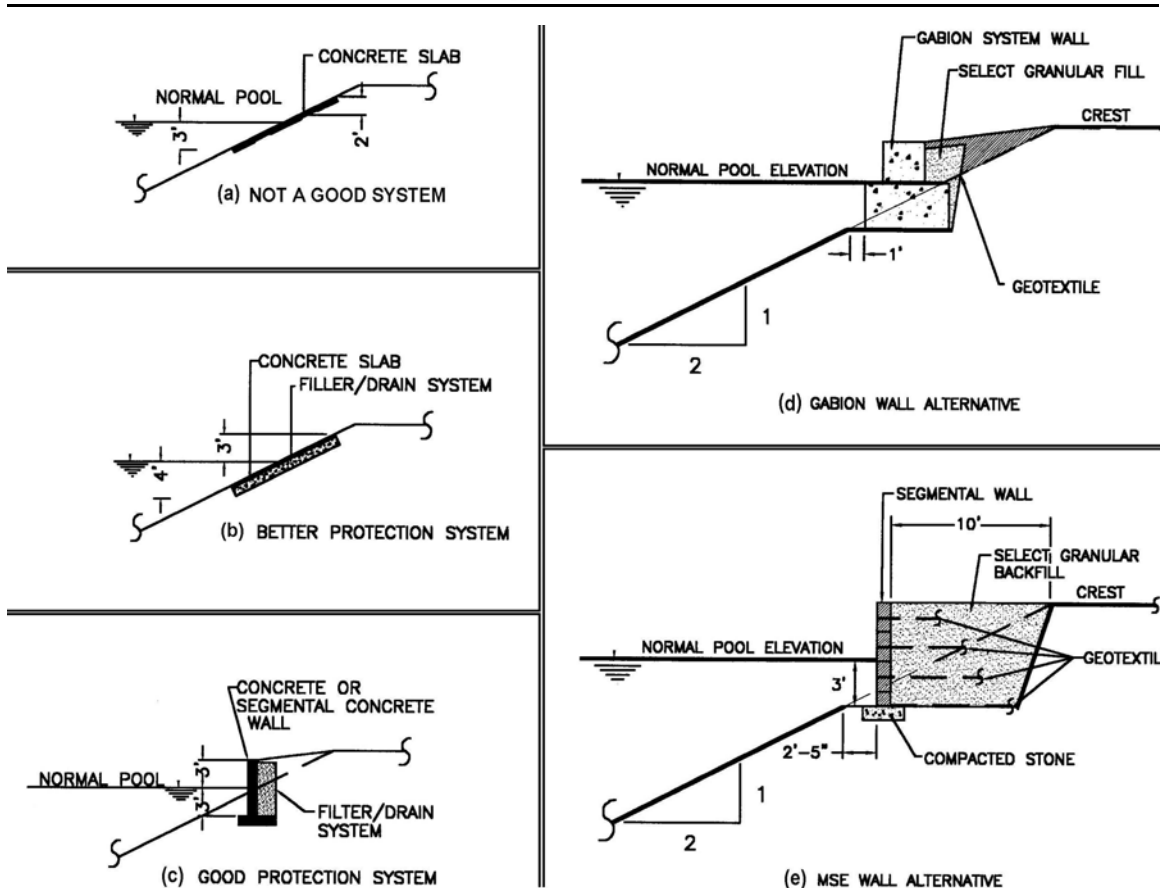 CONCRETE SLAB
NORMAL POOL
3'
2'
(a) NOT A GOOD SYSTEM
CONCRETE SLAB
FILLER/DRAIN SYSTEM
3'
4'
(b) BETTER PROTECTION SYSTEM
CONCRETE OR
SEGMENTAL CONCRETE
WALL
3'
NORMAL POOL
3'
FILTER/DRAIN
SYSTEM
(c) GOOD PROTECTION SYSTEM
GABION SYSTEM WALL
SELECT GRANULAR FILL
CREST
NORMAL POOL ELEVATION
1'
GEOTEXTILE
1
2
(d) GABION WALL ALTERNATIVE
SEGMENTAL WALL
10'
SELECT GRANULAR
BACKFILL
CREST
NORMAL POOL ELEVATION
GEOTEXTIL
3'
2'-5"
COMPACTED STONE
1
2
(e) MSE WALL ALTERNATIVE